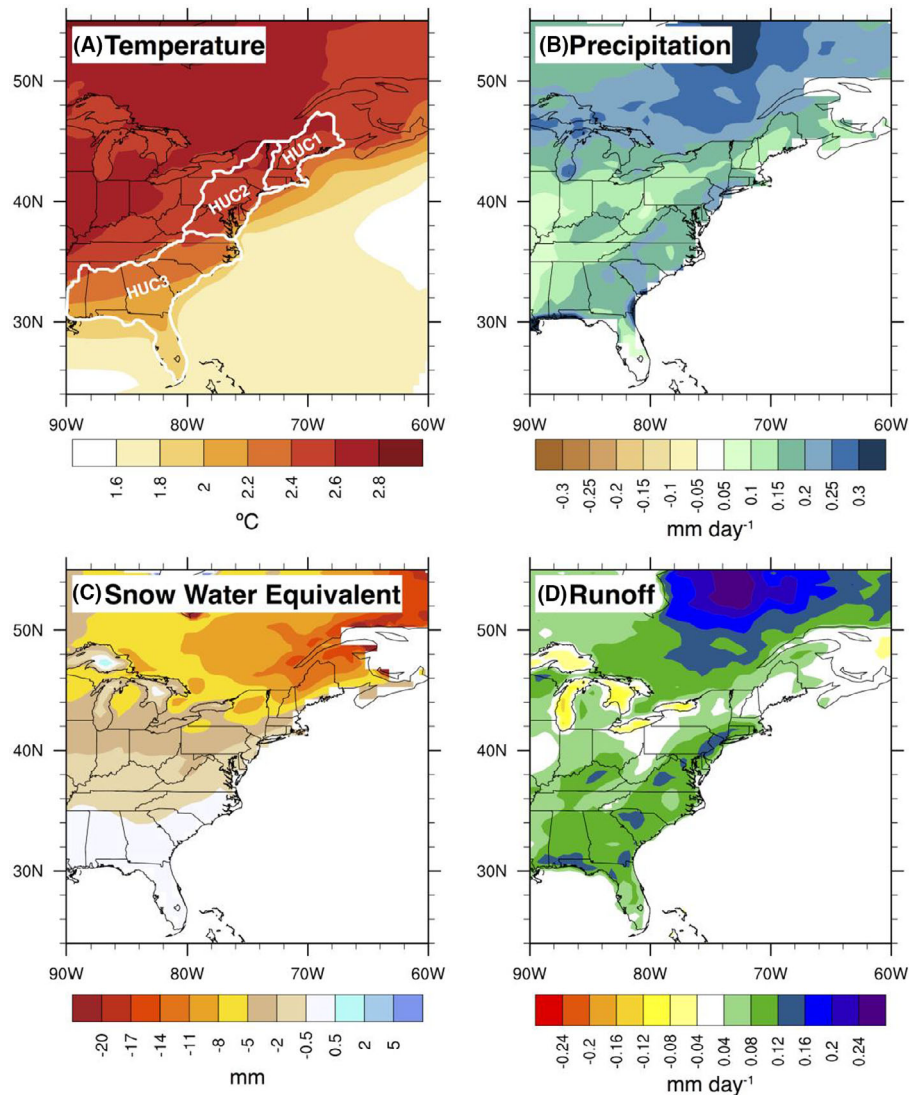 (A) Temperature
(B) Precipitation
50N
50N
HUC1
HUC2
40N
40N
HUC3
30N
30N
90W 80W 70W 60W
90W 80W 70W 60W
1.6 1.8 2 2.2 2.4 2.6 2.8
-0.3 -0.25 -0.2 -0.15 -0.1 -0.05 0.05 0.1 0.15 0.2 0.25 0.3
ºC
mm day-1
(C) Snow Water Equivalent
(D) Runoff
50N
50N
40N
40N
30N
30N
90W 80W 70W 60W
90W 80W 70W 60W
-20 -17 -14 -11 -8 -5 -2 -0.5 0.5 2 5
-0.24 -0.2 -0.16 -0.12 -0.08 -0.04 0.04 0.08 0.12 0.16 0.2 0.24
mm
mm day-1